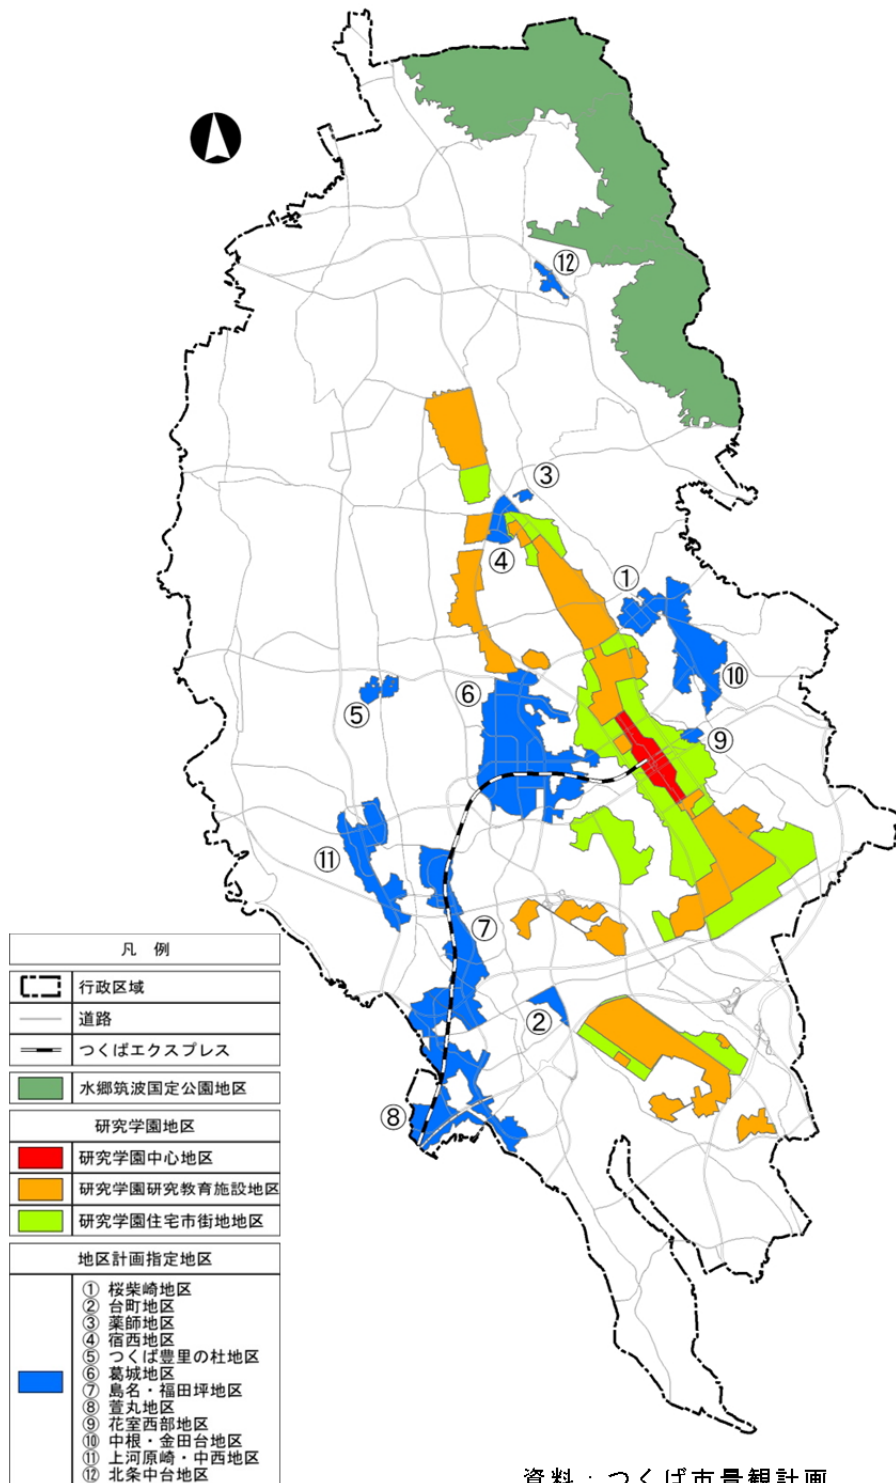 ⑫
③
④
①
⑩
⑥
⑤
⑨
⑪
⑦
②
⑧
凡 例
行政区域
道路
つくばエクスプレス
水郷筑波国定公園地区
研究学園地区
研究学園中心地区
研究学園研究教育施設地区
研究学園住宅市街地地区
地区計画指定地区
① 桜柴崎地区
② 台町地区
③ 薬師地区
④ 宿西地区
⑤ つくば豊里の杜地区
⑥ 葛城地区
⑦ 島名・福田坪地区
⑧ 萱丸地区
⑨ 花室西部地区
⑩ 中根・金田台地区
⑪ 上河原崎・中西地区
⑫ 北条中台地区
資料：つくば市景観計画